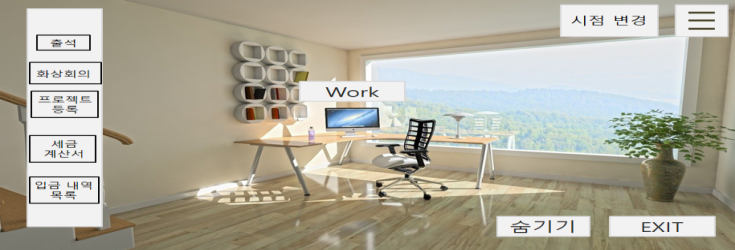 시점 변경
출석
화상회의
프로젝트
등록
세금
계산서
입금 내역
목록
Work
숨기기
EXIT